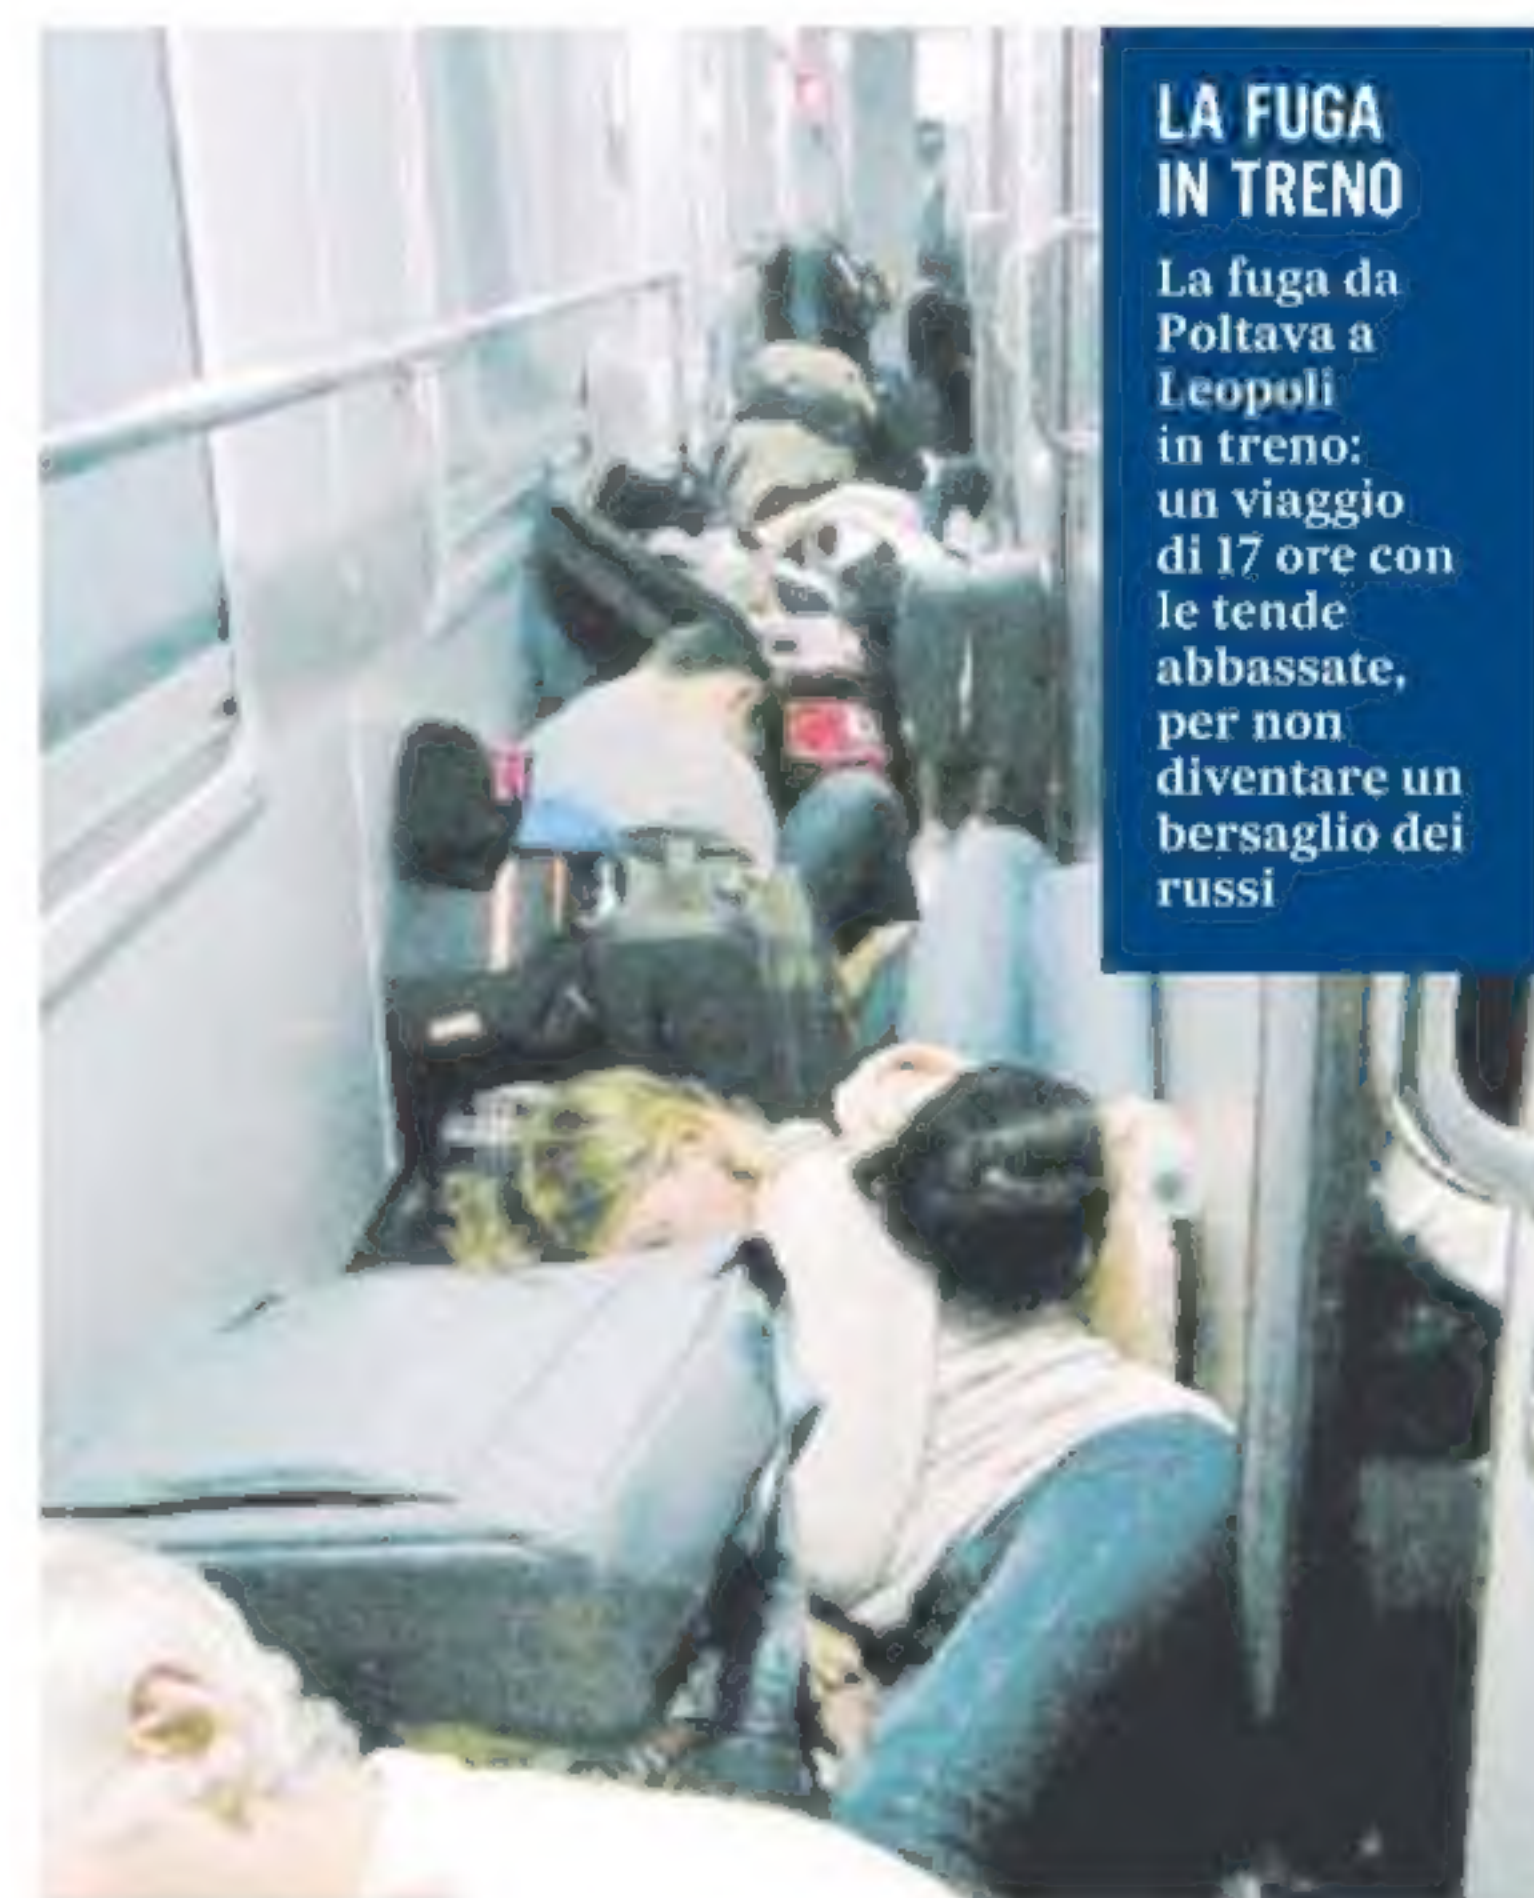 LA FUGA
IN TRENO
La fuga da
Poltava a
Leopoli
in treno:
un viaggio
di 17 ore con
le tende
abbassate,
per non
diventare un
bersaglio dei
russi